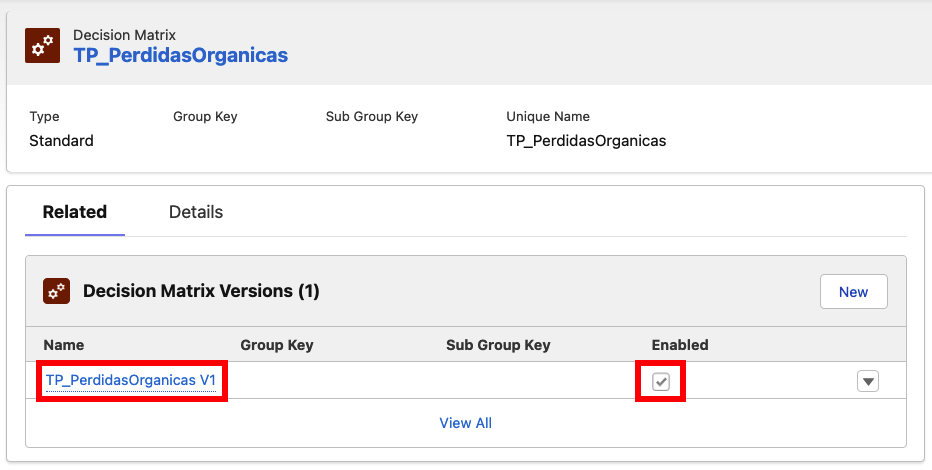 Decision Matrix
TP_PerdidasOrganicas
Type Group Key Sub Group Key Unique Name
Standard TP_PerdidasOrganicas
Related Details
Decision Matrix Versions (1) New
Name Group Key Sub Group Key Enabled
TP_PerdidasOrganicas V1
View All